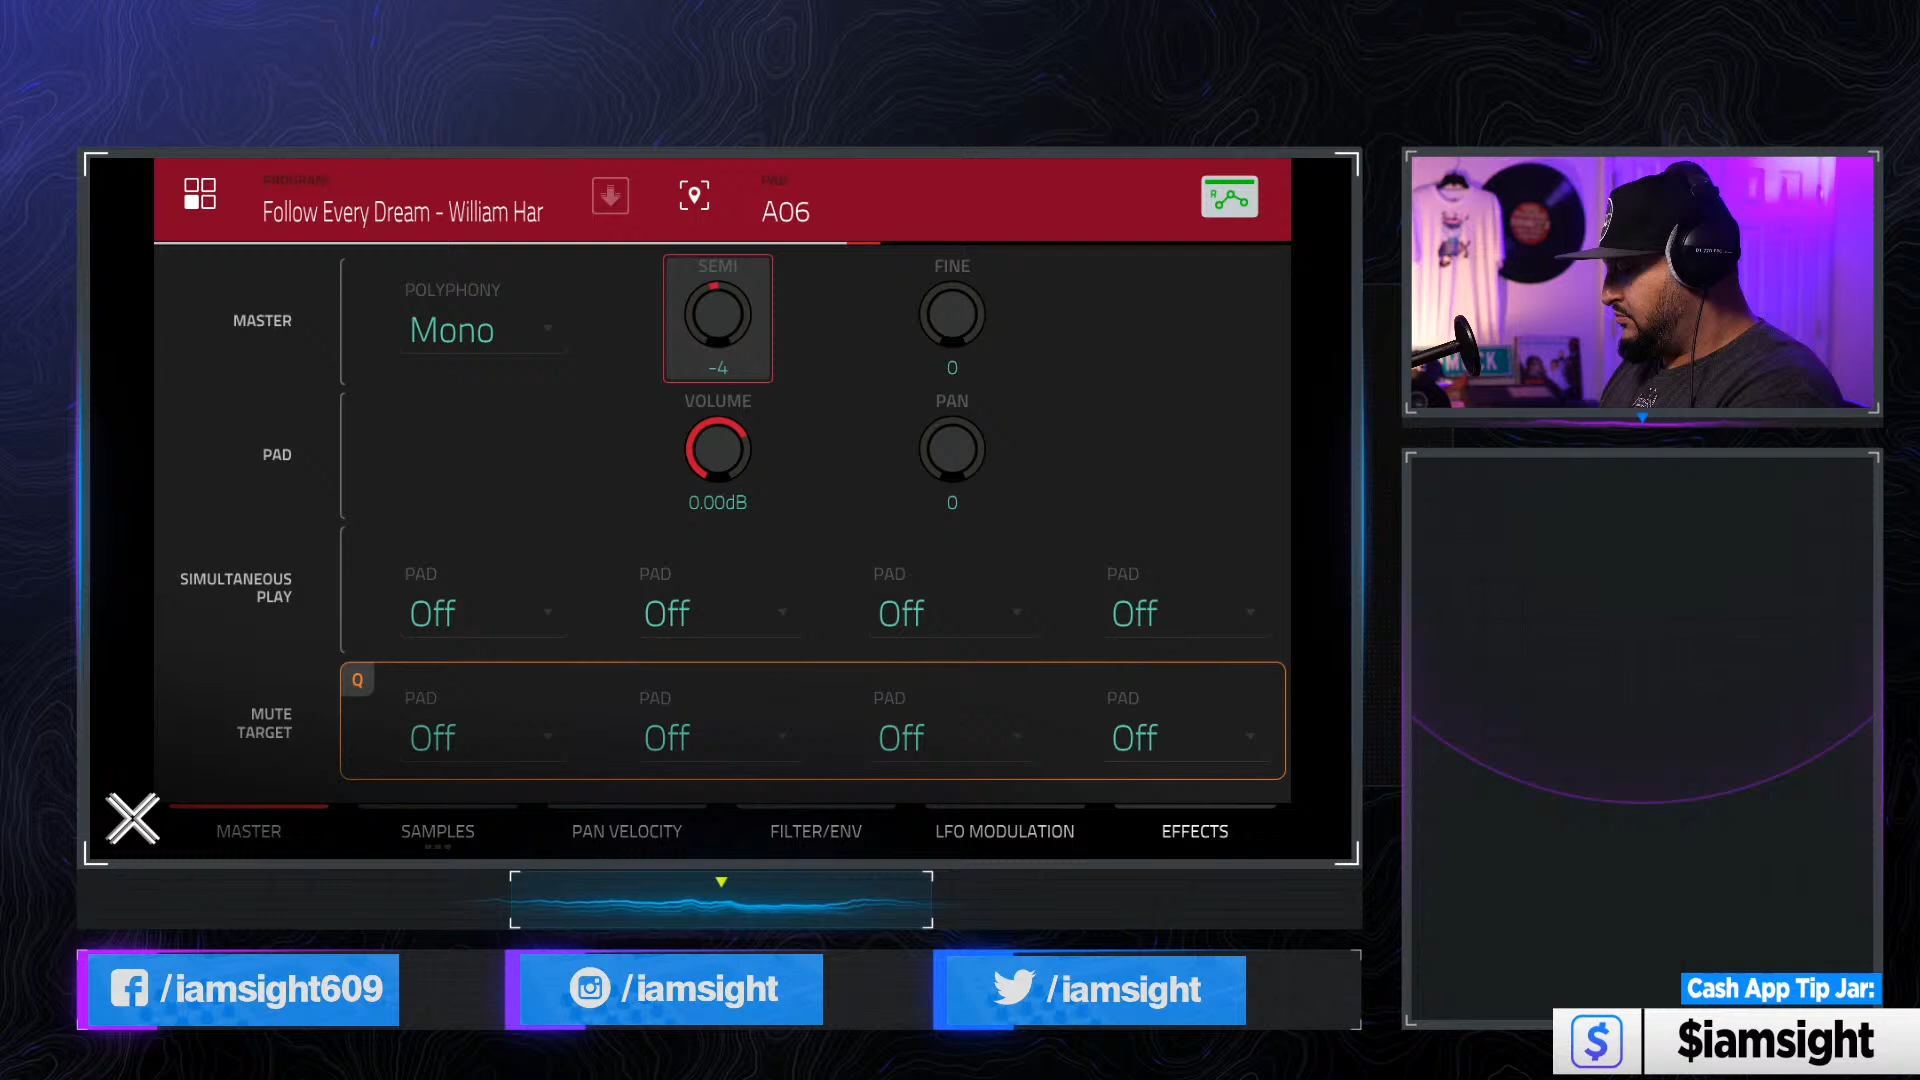 PROGRAM
Follow Every Dream - William Har
PAD
A06
R
MASTER
POLYPHONY
Mono
SEMI
-4
FINE
0
PAD
VOLUME
0.00dB
PAN
0
SIMULTANEOUS
PLAY
PAD
Off
PAD
Off
PAD
Off
PAD
Off
Q
MUTE
TARGET
PAD
Off
PAD
Off
PAD
Off
PAD
Off
MASTER
SAMPLES
PAN VELOCITY
FILTER/ENV
LFO MODULATION
EFFECTS
/iamsight609
/iamsight
/iamsight
Cash App Tip Jar:
$
$iamsight